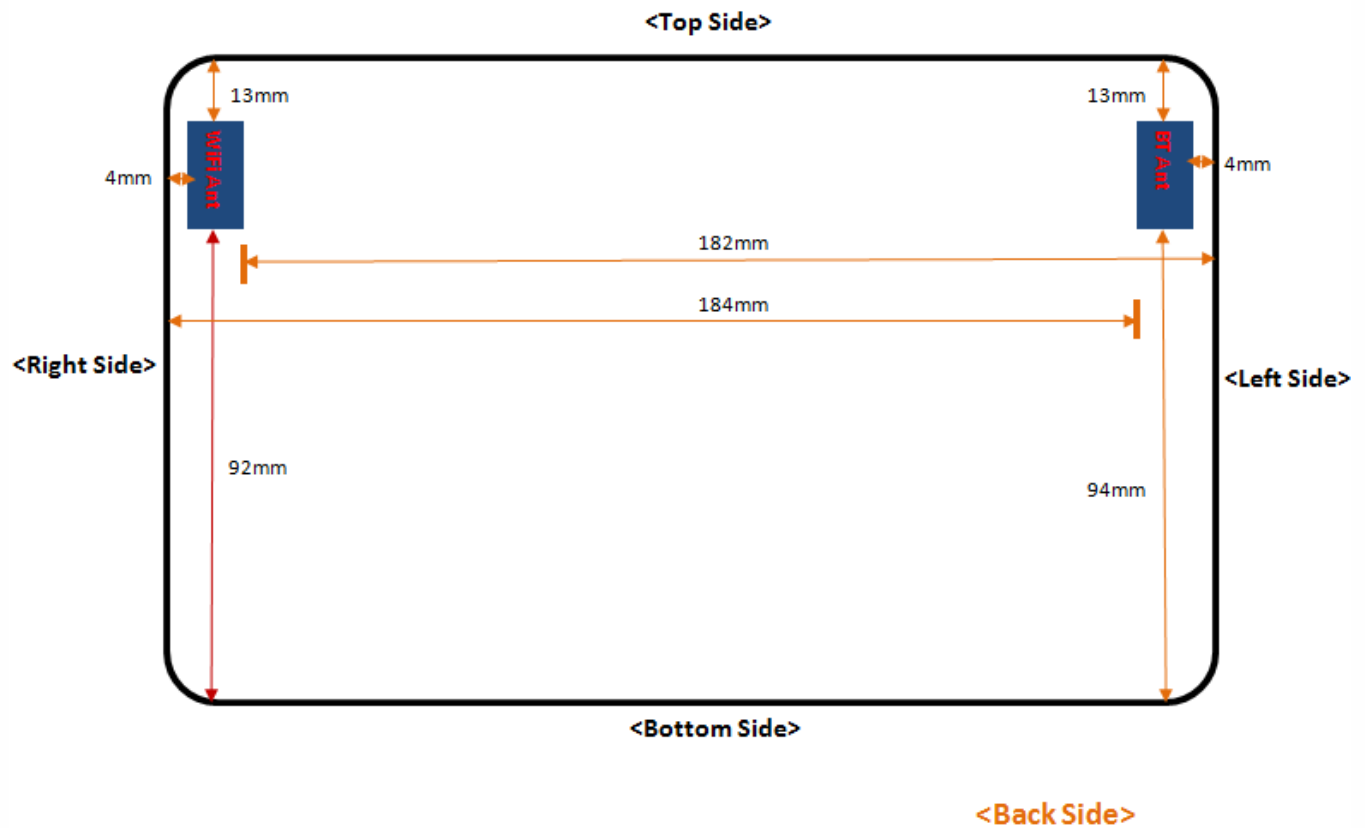 <Top Side>
13mm
13mm
WiFi Ant
BT Ant
4mm
4mm
182mm
184mm
<Right Side>
<Left Side>
92mm
94mm
<Bottom Side>
<Back Side>